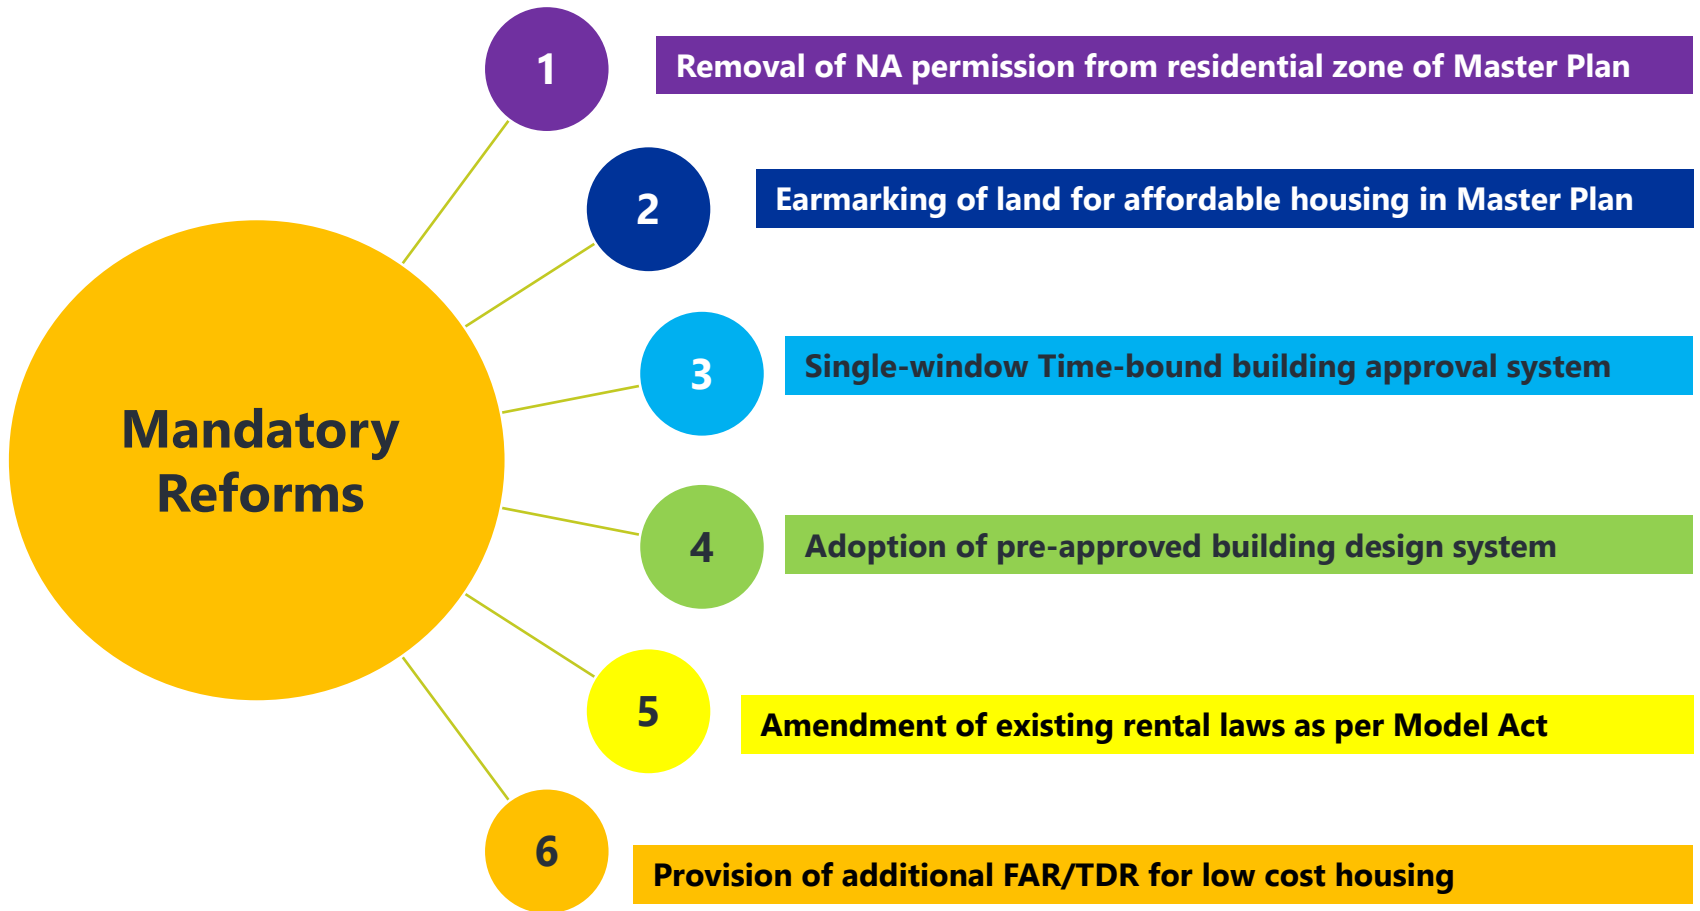 1
Removal of NA permission from residential zone of Master Plan
2
Earmarking of land for affordable housing in Master Plan
3
Single-window Time-bound building approval system
Mandatory
Reforms
4
Adoption of pre-approved building design system
5
Amendment of existing rental laws as per Model Act
6
Provision of additional FAR/TDR for low cost housing